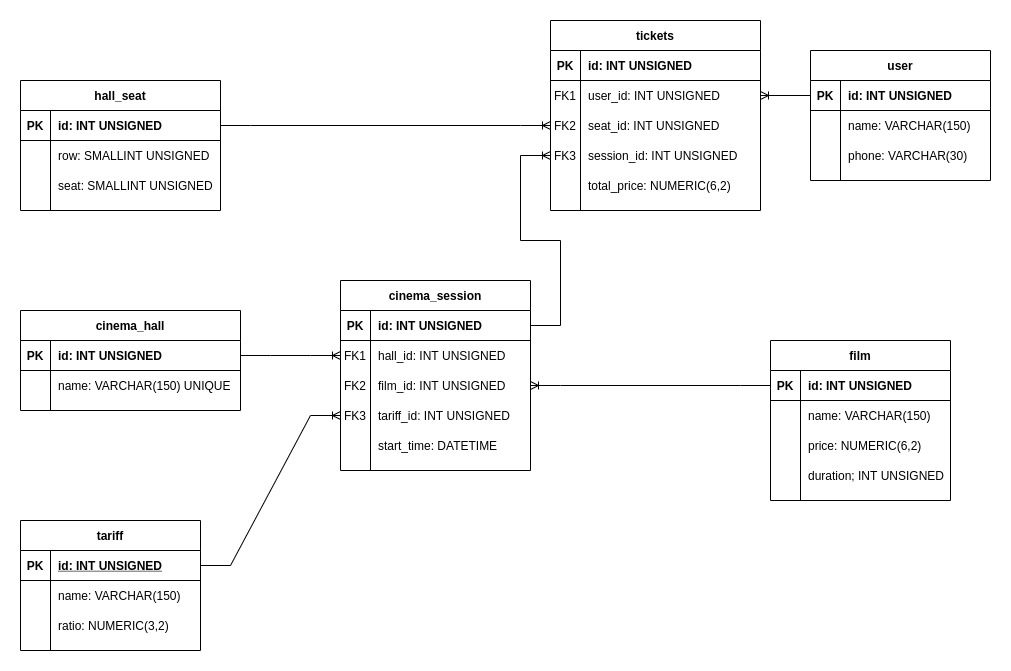 tickets
PK id: INT UNSIGNED
FK1 user_id: INT UNSIGNED
FK2 seat_id: INT UNSIGNED
FK3 session_id: INT UNSIGNED
total_price: NUMERIC(6,2)
user
PK id: INT UNSIGNED
name: VARCHAR(150)
phone: VARCHAR(30)
hall_seat
PK id: INT UNSIGNED
row: SMALLINT UNSIGNED
seat: SMALLINT UNSIGNED
cinema_session
PK id: INT UNSIGNED
FK1 hall_id: INT UNSIGNED
FK2 film_id: INT UNSIGNED
FK3 tariff_id: INT UNSIGNED
start_time: DATETIME
cinema_hall
PK id: INT UNSIGNED
name: VARCHAR(150) UNIQUE
film
PK id: INT UNSIGNED
name: VARCHAR(150)
price: NUMERIC(6,2)
duration; INT UNSIGNED
tariff
PK id: INT UNSIGNED
name: VARCHAR(150)
ratio: NUMERIC(3,2)